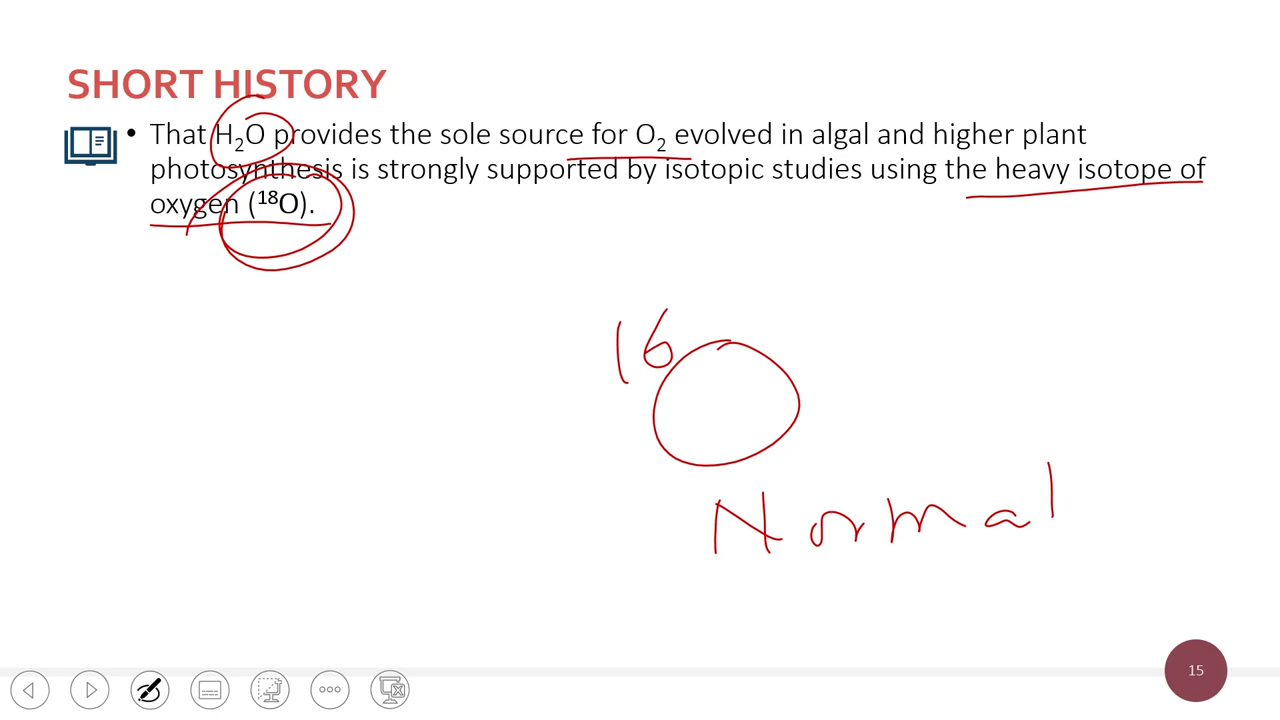 SHORT HISTORY
• That H₂O provides the sole source for O₂ evolved in algal and higher plant
photosynthesis is strongly supported by isotopic studies using the heavy isotope of
oxygen (¹⁸O).
¹⁶O
Normal
15